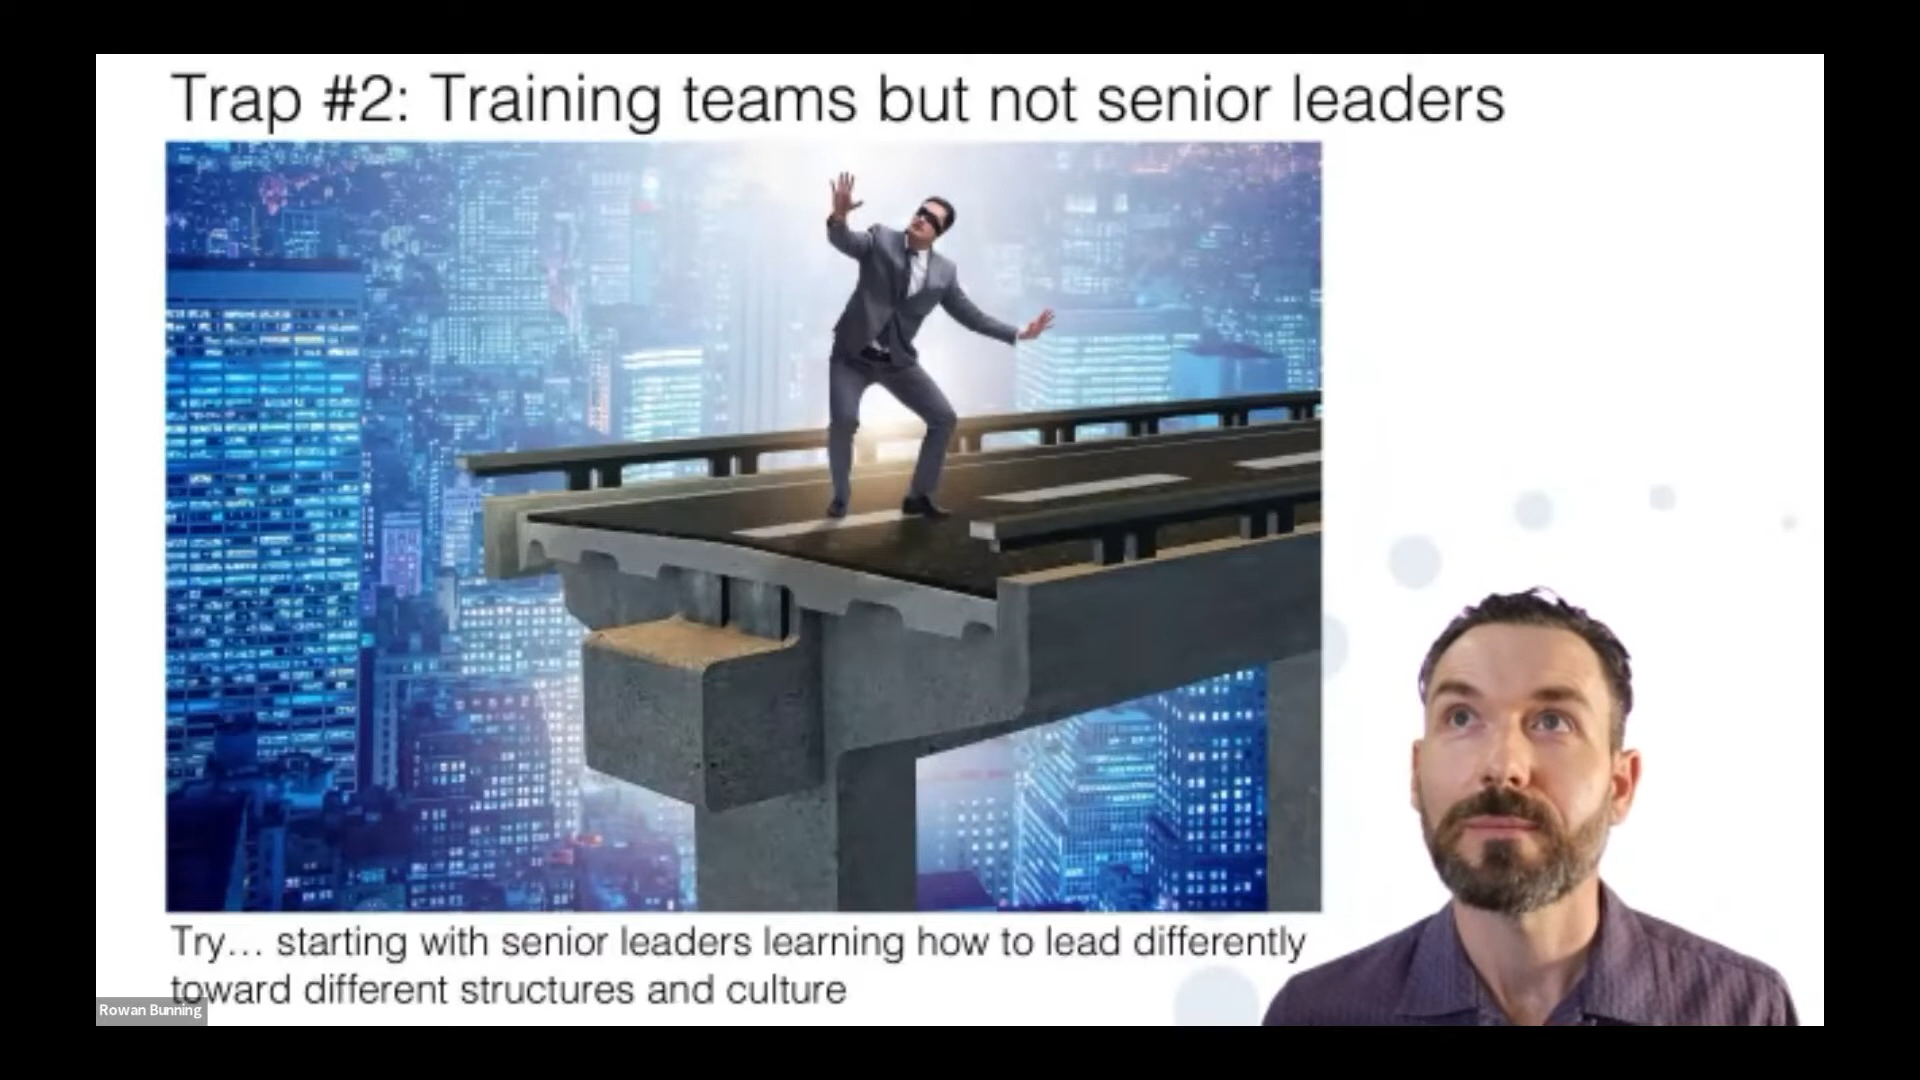 Trap #2: Training teams but not senior leaders
Try... starting with senior leaders learning how to lead differently
toward different structures and culture
Rowan Bunning